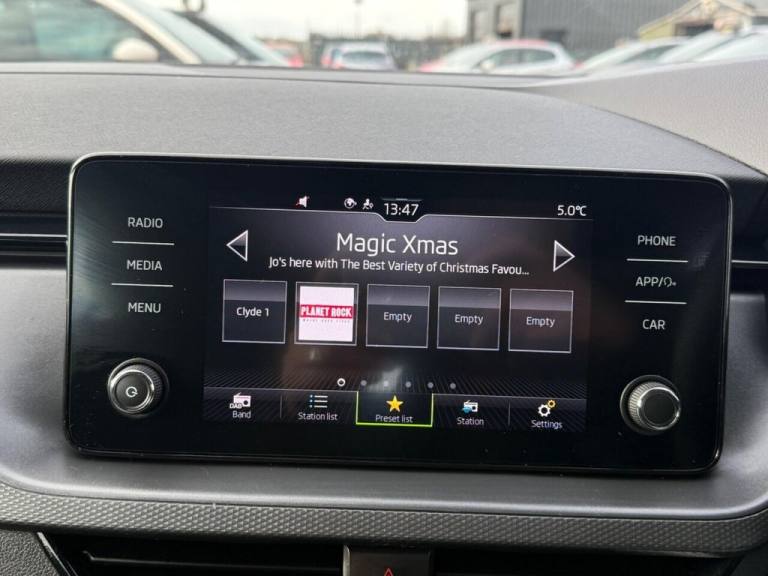 RADIO
MEDIA
MENU
13:47
5.0°C
Magic Xmas
Jo's here with The Best Variety of Christmas Favou...
Clyde 1
PLANET ROCK
Empty
Empty
Empty
DAB
Band
Station list
Preset list
Station
Settings
PHONE
APP/
CAR